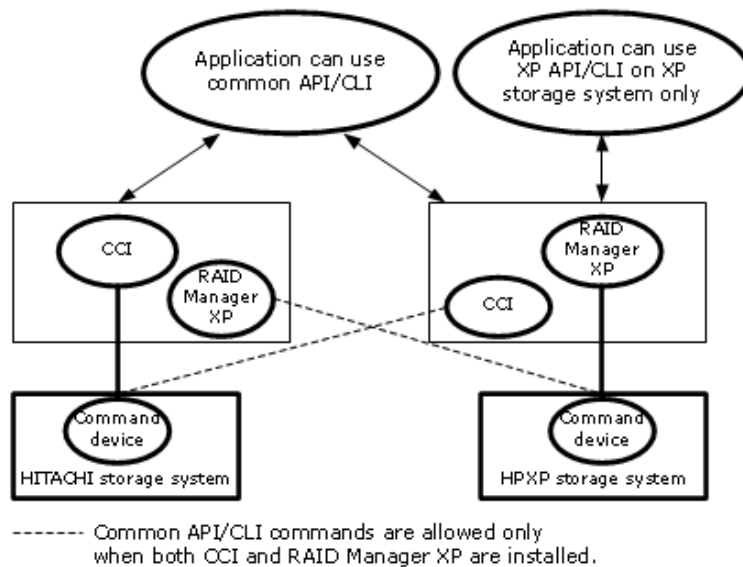 Application can use
common API/CLI
Application can use
XP API/CLI on XP
storage system only
CCI
RAID
Manager
XP
RAID
Manager
XP
CCI
Command
device
HITACHI storage system
Command
device
HPXP storage system
Common API/CLI commands are allowed only
when both CCI and RAID Manager XP are installed.